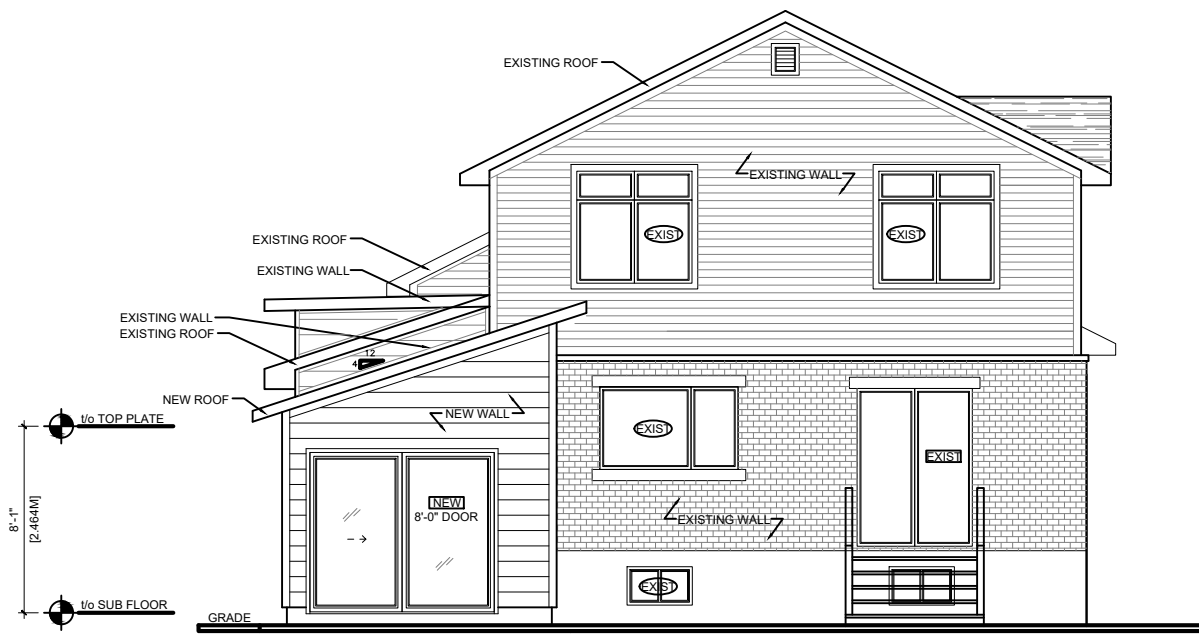 EXISTING ROOF
EXISTING WALL
EXIST
EXIST
EXISTING ROOF
EXISTING WALL
EXISTING WALL
EXISTING ROOF
12
4
NEW ROOF
NEW WALL
t/o TOP PLATE
EXIST
EXIST
NEW
8'-0" DOOR
8'-1"
[2.464M]
EXISTING WALL
EXIST
t/o SUB FLOOR
GRADE